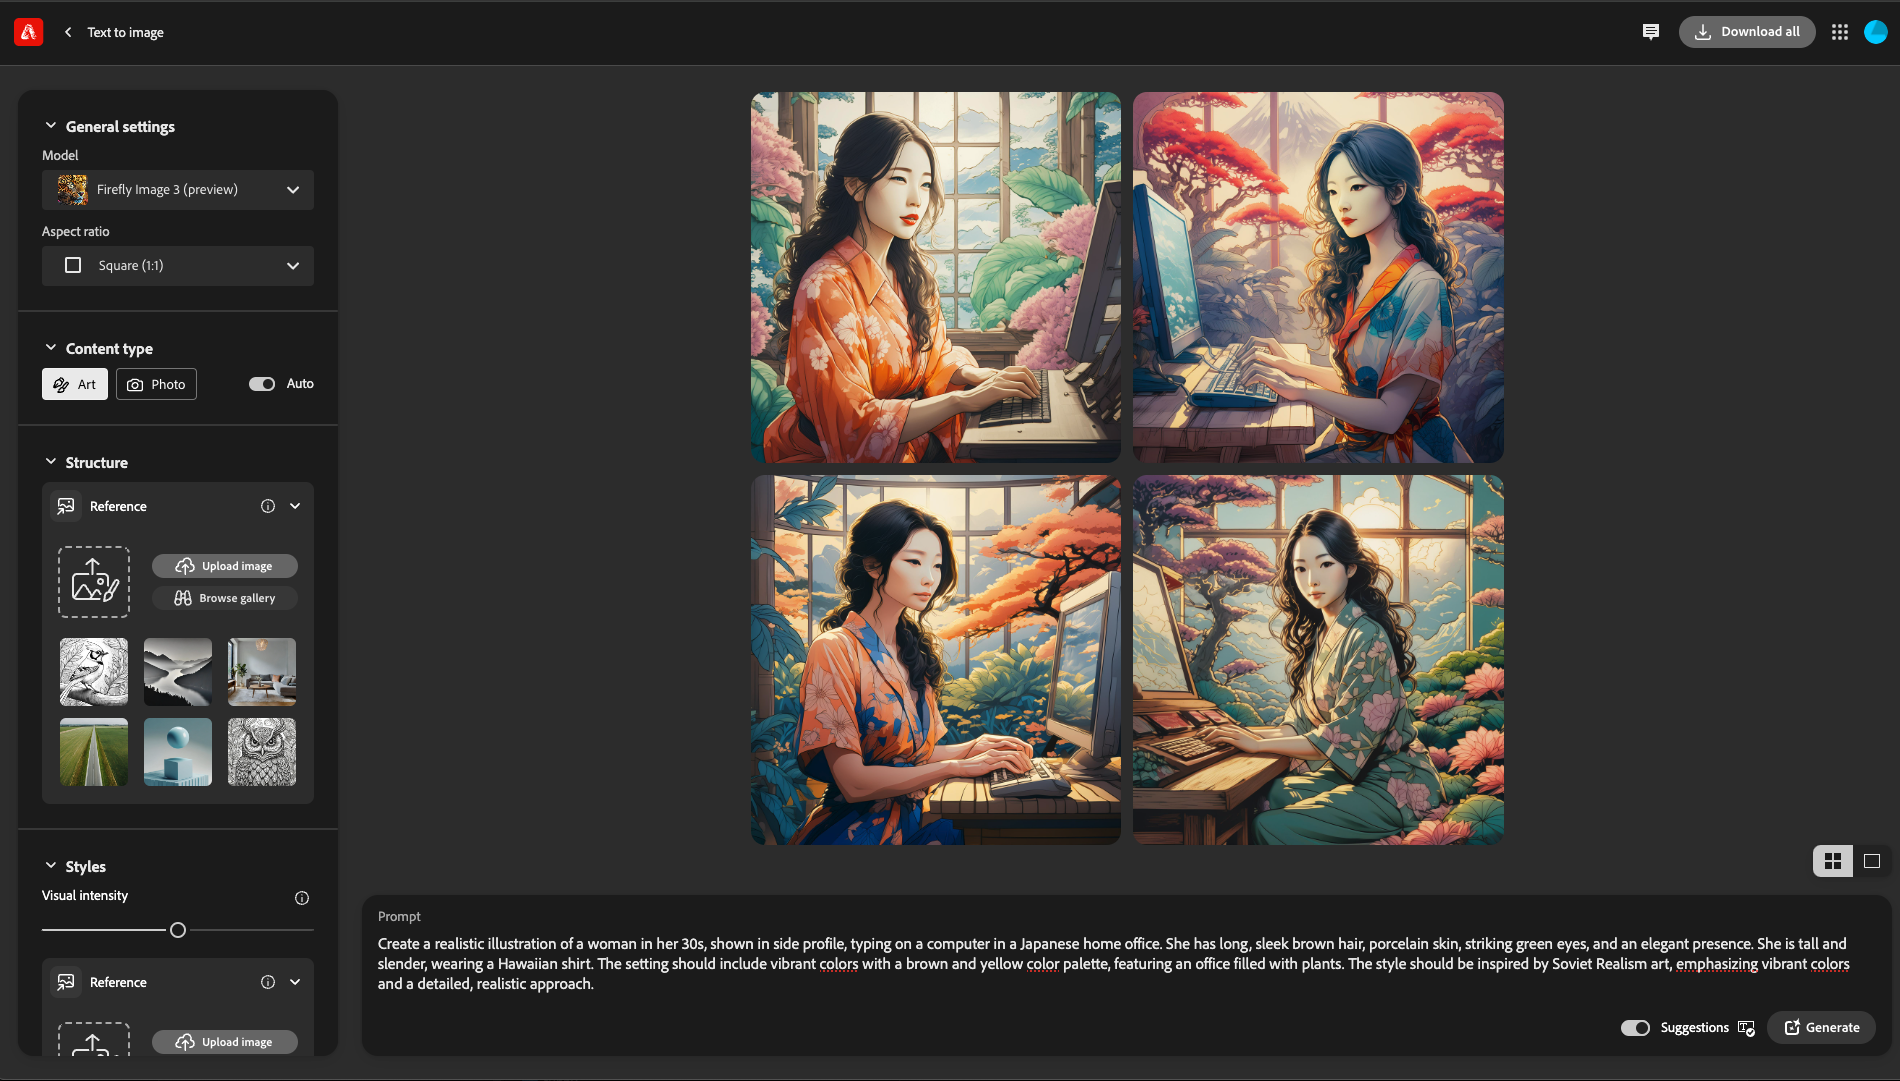 Text to image
Download all
General settings
Model
Firefly Image 3 (preview)
Aspect ratio
Square (1:1)
Content type
Art
Photo
Auto
Structure
Reference
Upload image
Browse gallery
Styles
Visual intensity
Reference
Upload image
Prompt
Create a realistic illustration of a woman in her 30s, shown in side profile, typing on a computer in a Japanese home office. She has long, sleek brown hair, porcelain skin, striking green eyes, and an elegant presence. She is tall and
slender, wearing a Hawaiian shirt. The setting should include vibrant colors with a brown and yellow color palette, featuring an office filled with plants. The style should be inspired by Soviet Realism art, emphasizing vibrant colors
and a detailed, realistic approach.
Suggestions
Generate